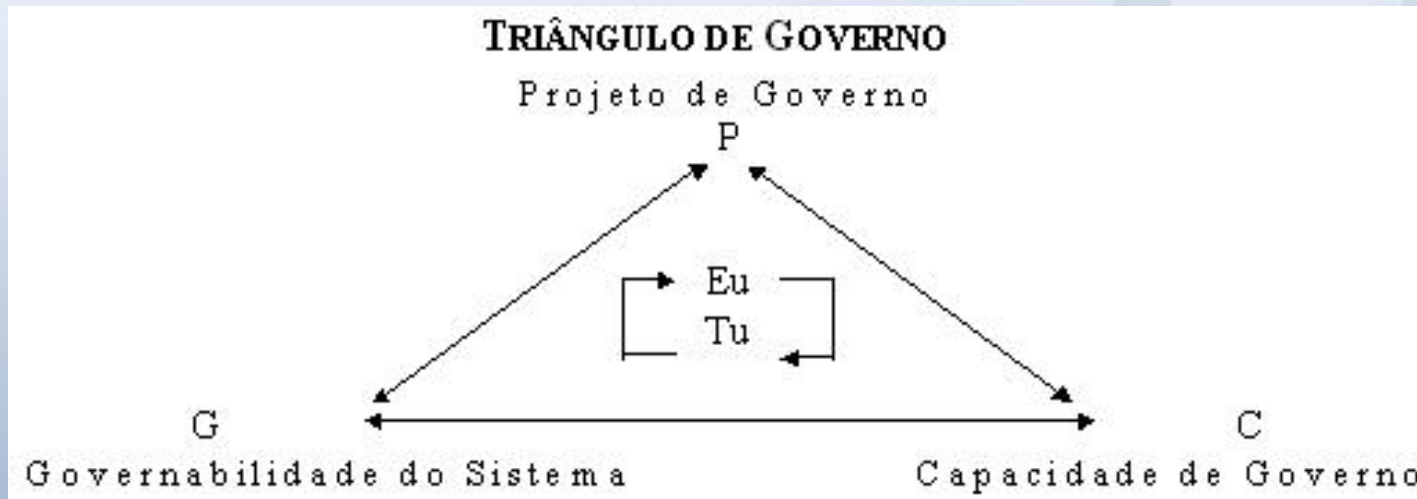 TRIÂNGULO DE GOVERNO
Projeto de Governo
P
Eu
Tu
G
C
Governabilidade do Sistema
Capacidade de Governo